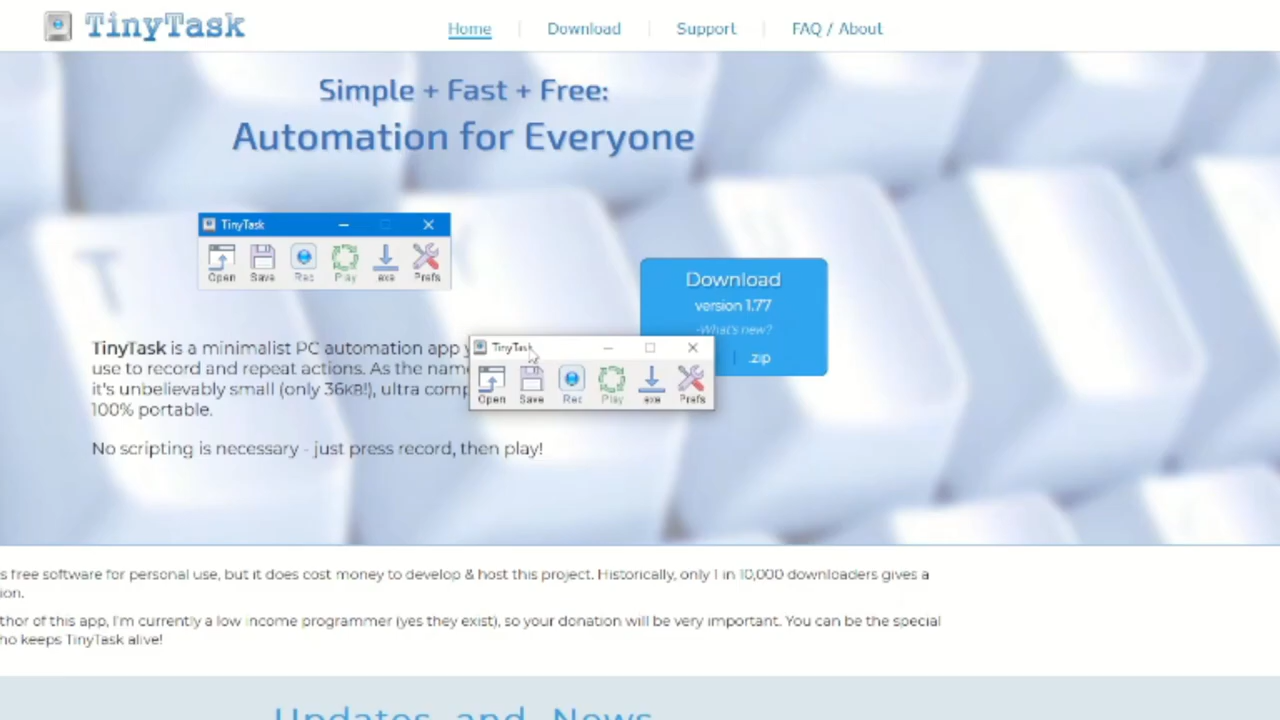 TinyTask
Home
Download
Support
FAQ / About
Simple + Fast + Free:
Automation for Everyone
TinyTask
Open Save Rec Play .exe Prefs
Download
version 1.77
-What's new?
.zip
TinyTask is a minimalist PC automation app
use to record and repeat actions. As the nam
it's unbelievably small (only 36KB!), ultra comp
100% portable.
No scripting is necessary - just press record, then play!
TinyTask
Open Save Rec Play .exe Prefs
s free software for personal use, but it does cost money to develop & host this project. Historically, only 1 in 10,000 downloaders gives a
ion.
thor of this app, I'm currently a low income programmer (yes they exist), so your donation will be very important. You can be the special
ho keeps TinyTask alive!
Updates and News